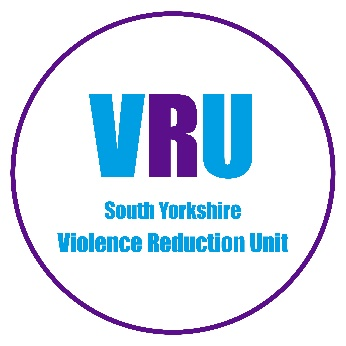 VRU
South Yorkshire
Violence Reduction Unit